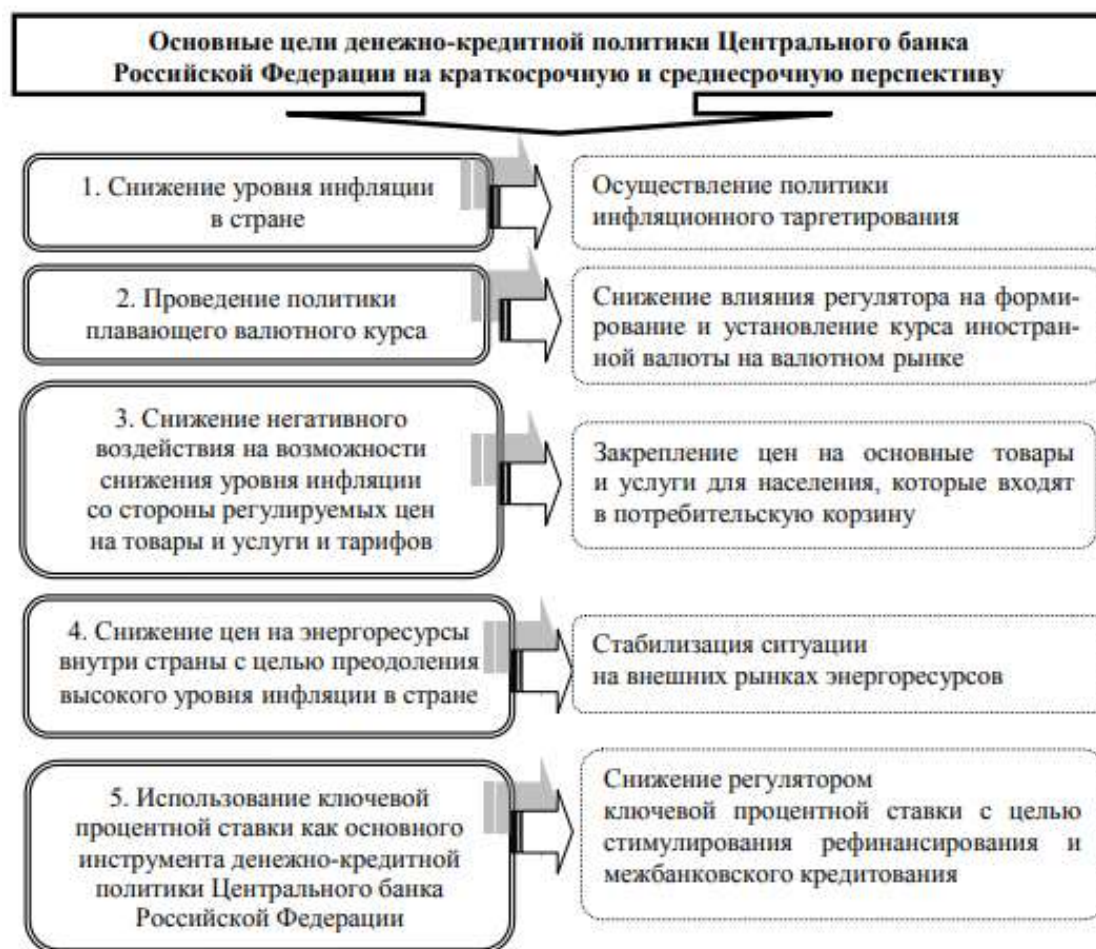 Основные цели денежно-кредитной политики Центрального банка
Российской Федерации на краткосрочную и среднесрочную перспективу
1. Снижение уровня инфляции
в стране
Осуществление политики
инфляционного таргетирования
2. Проведение политики
плавающего валютного курса
Снижение влияния регулятора на форми-
рование и установление курса иностран-
ной валюты на валютном рынке
3. Снижение негативного
воздействия на возможности
снижения уровня инфляции
со стороны регулируемых цен
на товары и услуги и тарифов
Закрепление цен на основные товары
и услуги для населения, которые входят
в потребительскую корзину
4. Снижение цен на энергоресурсы
внутри страны с целью преодоления
высокого уровня инфляции в стране
Стабилизация ситуации
на внешних рынках энергоресурсов
5. Использование ключевой
процентной ставки как основного
инструмента денежно-кредитной
политики Центрального банка
Российской Федерации
Снижение регулятором
ключевой процентной ставки с целью
стимулирования рефинансирования и
межбанковского кредитования